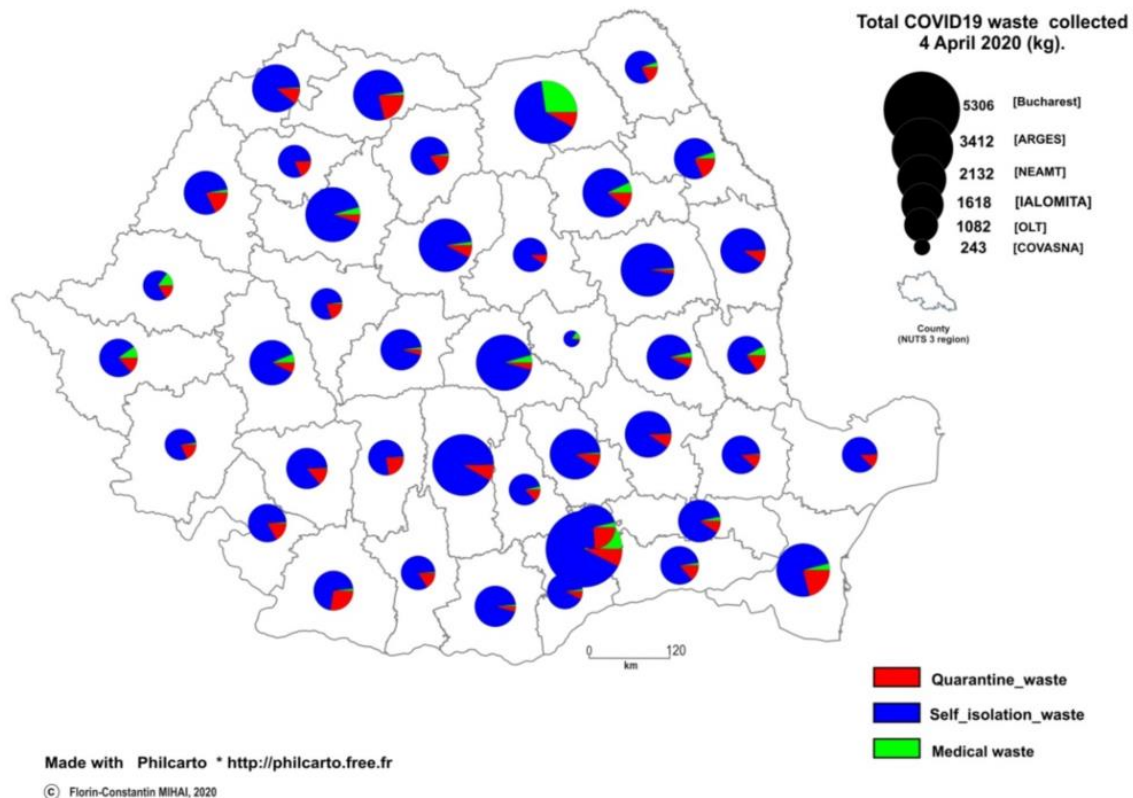 Total COVID19 waste collected
4 April 2020 (kg).
5306 [Bucharest]
3412 [ARGES]
2132 [NEAMT]
1618 [IALOMITA]
1082 [OLT]
243 [COVASNA]
County
(NUTS 3 region)
0 120
km
Quarantine_waste
Self_isolation_waste
Medical waste
Made with Philcarto * http://philcarto.free.fr
© Florin-Constantin MIHAI, 2020